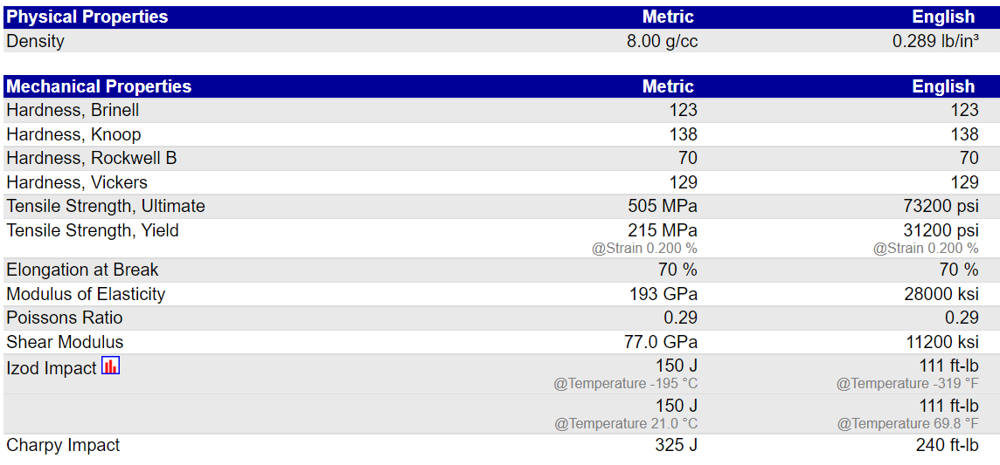 Physical Properties Metric English
Density 8.00 g/cc 0.289 lb/in³
Mechanical Properties Metric English
Hardness, Brinell 123 123
Hardness, Knoop 138 138
Hardness, Rockwell B 70 70
Hardness, Vickers 129 129
Tensile Strength, Ultimate 505 MPa 73200 psi
Tensile Strength, Yield 215 MPa 31200 psi
@Strain 0.200 % @Strain 0.200 %
Elongation at Break 70 % 70 %
Modulus of Elasticity 193 GPa 28000 ksi
Poissons Ratio 0.29 0.29
Shear Modulus 77.0 GPa 11200 ksi
Izod Impact 150 J 111 ft-lb
@Temperature -195 °C @Temperature -319 °F
150 J 111 ft-lb
@Temperature 21.0 °C @Temperature 69.8 °F
Charpy Impact 325 J 240 ft-lb